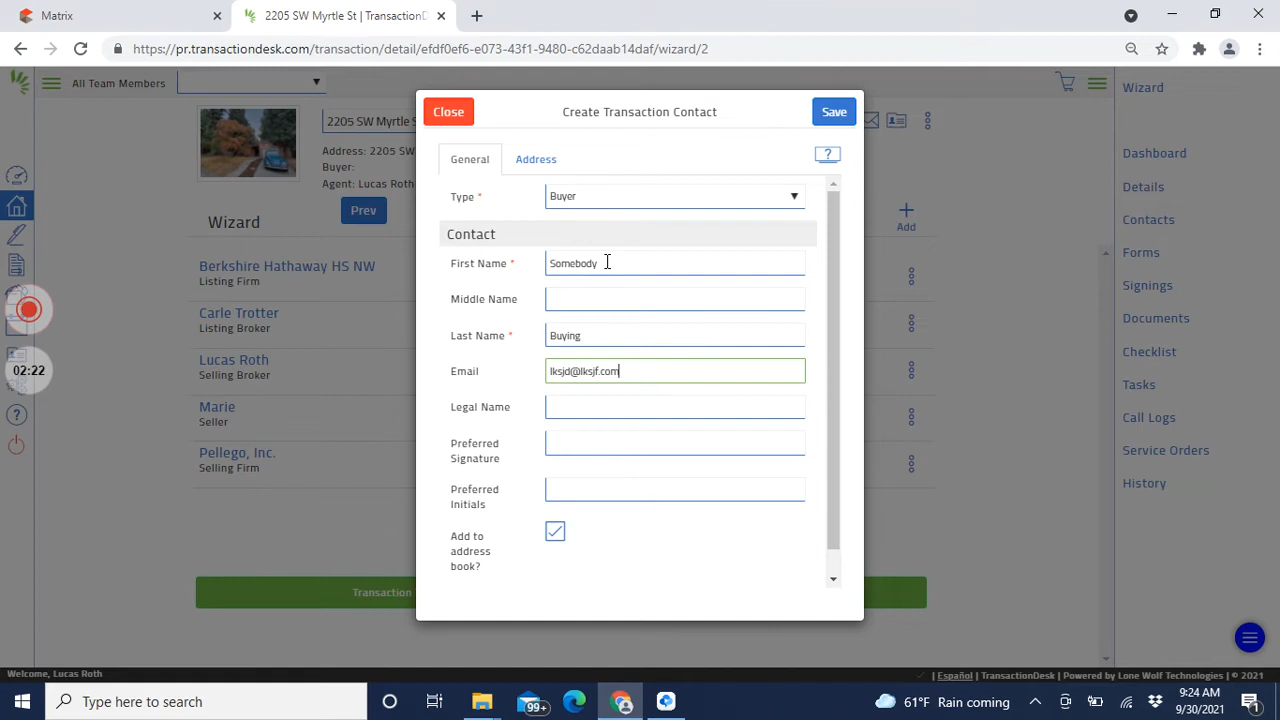 Matrix
2205 SW Myrtle St | TransactionD
https://pr.transactiondesk.com/transaction/detail/efdf0ef6-e073-43f1-9480-c62daab14daf/wizard/2
All Team Members
2205 SW Myrtle S
Address: 2205 SW
Buyer:
Agent: Lucas Roth
Wizard
Prev
Add
Berkshire Hathaway HS NW
Listing Firm
Carle Trotter
Listing Broker
Lucas Roth
Selling Broker
Marie
Seller
Pellego, Inc.
Selling Firm
Transaction
02:22
Close
Create Transaction Contact
Save
General
Address
?
Type *
Buyer
Contact
First Name *
Somebody
Middle Name
Last Name *
Buying
Email
lksjd@lksjf.com
Legal Name
Preferred
Signature
Preferred
Initials
Add to
address
book?
Wizard
Dashboard
Details
Contacts
Forms
Signings
Documents
Checklist
Tasks
Call Logs
Service Orders
History
Welcome, Lucas Roth
| Español | TransactionDesk | Powered by Lone Wolf Technologies | © 2021
Type here to search
99+
61°F Raining coming
9:24 AM
9/30/2021
1